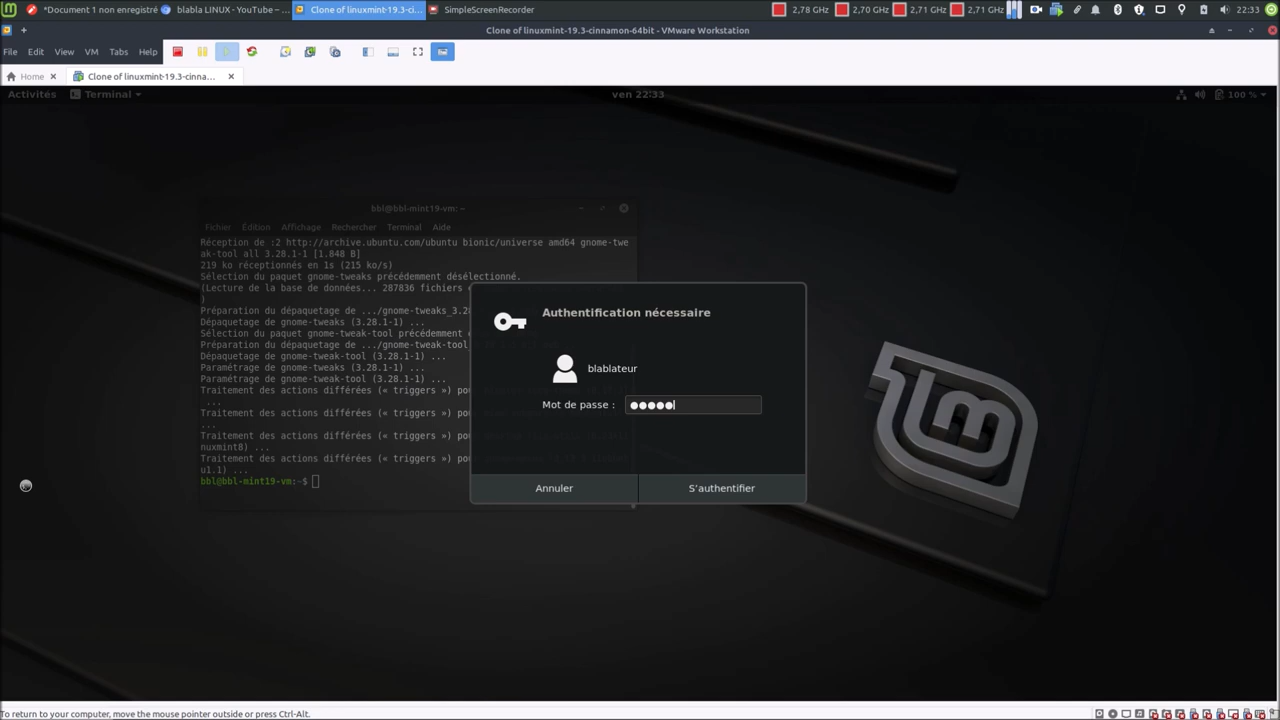 *Document 1 non enregistré
blabla LINUX - YouTube – ...
Clone of linuxmint-19.3-ci...
SimpleScreenRecorder
2,78 GHz
2,70 GHz
2,71 GHz
2,71 GHz
22:33
Clone of linuxmint-19.3-cinnamon-64bit - VMware Workstation
File Edit View VM Tabs Help
Home
Clone of linuxmint-19.3-cinna...
Activités
Terminal
ven 22:33
100 %
bbl@bbl-mint19-vm: ~
Fichier Édition Affichage Rechercher Terminal Aide
Réception de :2 http://archive.ubuntu.com/ubuntu bionic/universe amd64 gnome-twe
ak-tool all 3.28.1-1 [1.848 B]
219 ko réceptionnés en 1s (215 ko/s)
Sélection du paquet gnome-tweaks précédemment désélectionné.
(Lecture de la base de données... 287836 fichiers
)
Préparation du dépaquetage de .../gnome-tweaks_3.28
Dépaquetage de gnome-tweaks (3.28.1-1) ...
Sélection du paquet gnome-tweak-tool précédemment
Préparation du dépaquetage de .../gnome-tweak-tool
Dépaquetage de gnome-tweak-tool (3.28.1-1) ...
Paramétrage de gnome-tweaks (3.28.1-1) ...
Paramétrage de gnome-tweak-tool (3.28.1-1) ...
Traitement des actions différées (« triggers ») pou
...
Traitement des actions différées (« triggers ») pou
Traitement des actions différées (« triggers ») pou
nuxmint8) ...
Traitement des actions différées (« triggers ») pou
u1.1) ...
bbl@bbl-mint19-vm:~$
Authentification nécessaire
blablateur
Mot de passe : ●●●●●
Annuler
S'authentifier
To return to your computer, move the mouse pointer outside or press Ctrl-Alt.